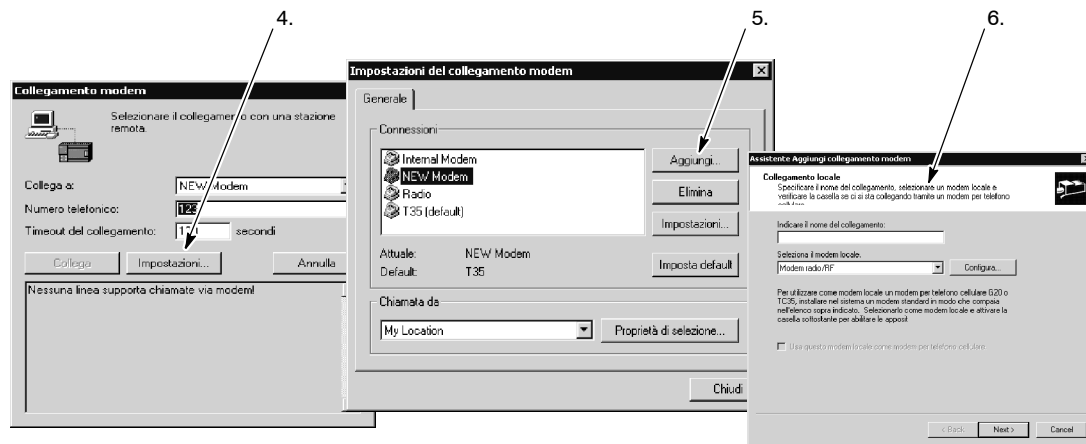 4.
5.
6.
Collegamento modem
Selezionare il collegamento con una stazione
remota.
Collega a:
NEW Modem
Numero telefonico:
123
Timeout del collegamento:
secondi
Collega
Impostazioni...
Annulla
Nessuna linea supporta chiamate via modem!
Impostazioni del collegamento modem
Generale
Connessioni
Internal Modem
NEW Modem
Radio
T35 (default)
Aggiungi...
Elimina
Impostazioni...
Imposta default
Attuale: NEW Modem
Default: T35
Chiamata da
My Location
Proprietà di selezione...
Chiudi
Assistente Aggiungi collegamento modem
Collegamento locale
Specificare il nome del collegamento, selezionare un modem locale e
verificare la casella se ci si sta collegando tramite un modem per telefono
cellulare
Indicare il nome del collegamento:
Seleziona il modem locale.
Modem radio/RF
Configura...
Per utilizzare come modem locale un modem per telefono cellulare G20 o
TC35, installare nel sistema un modem standard in modo che compaia
nell'elenco sopra indicato. Selezionarlo come modem locale e attivare la
casella sottostante per abilitare le apposit
Usa questo modem locale come modem per telefono cellulare.
< Back
Next >
Cancel